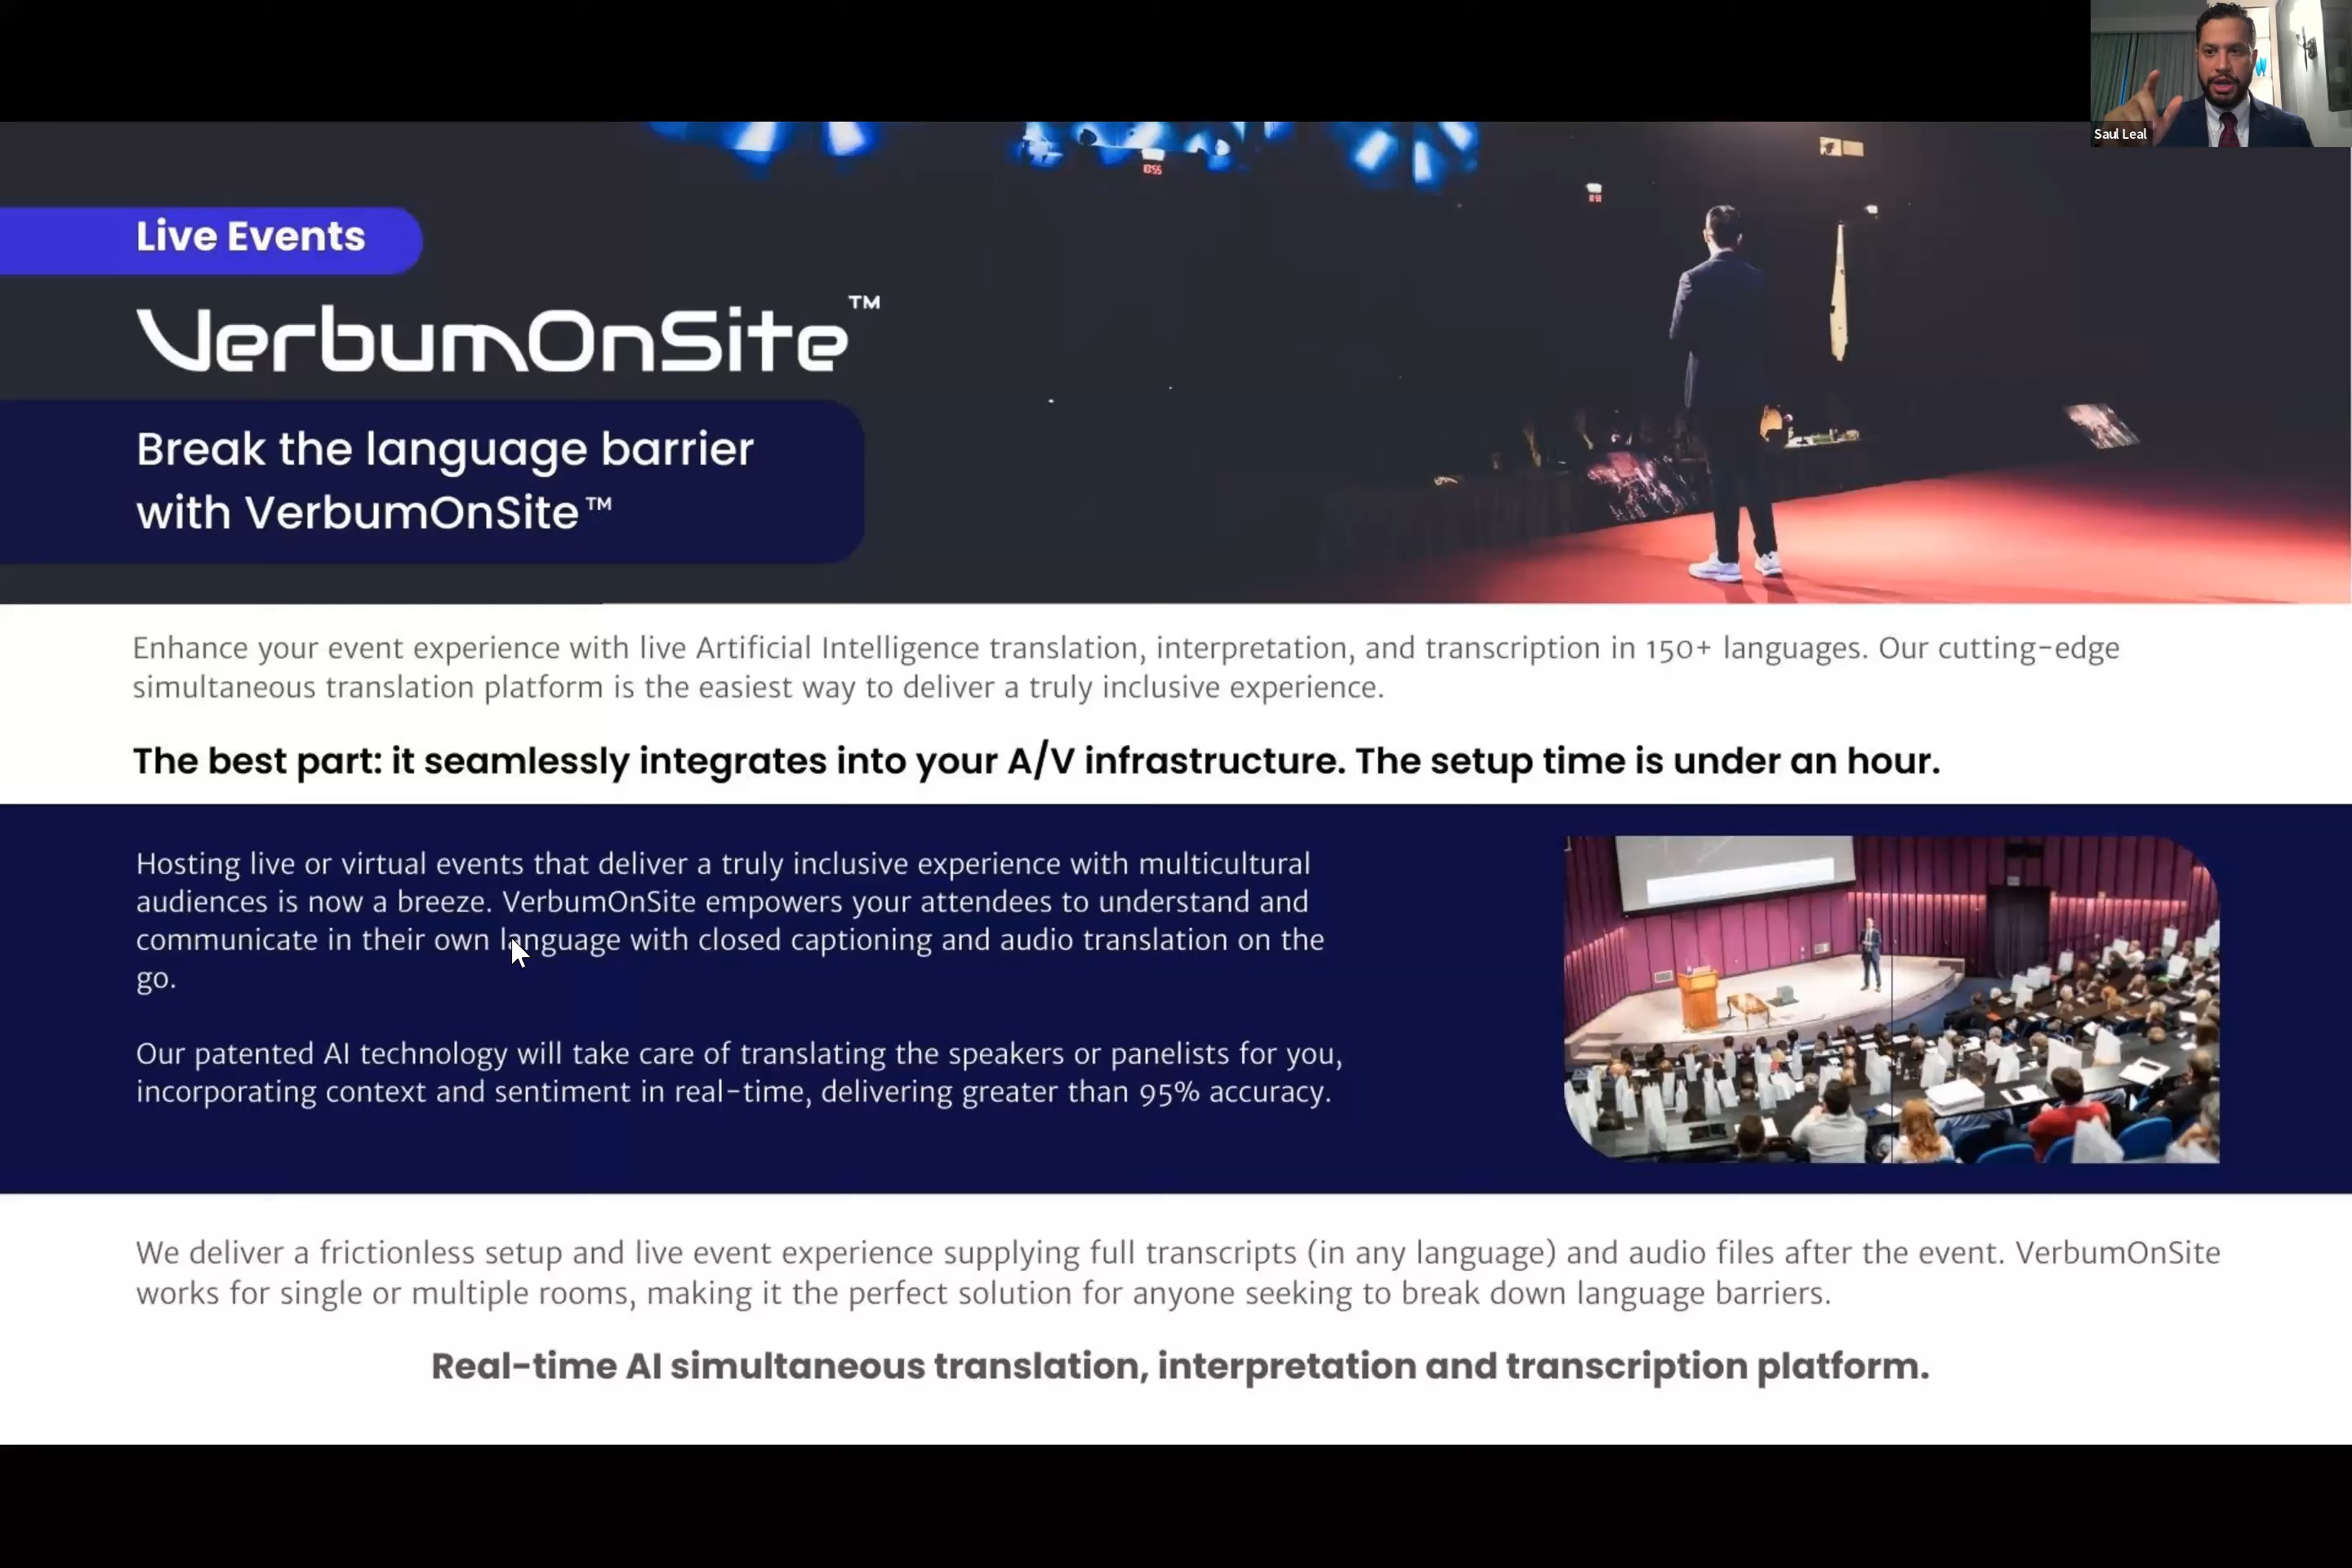 Saul Leal
10:55
Live Events
VerbumOnSite™
Break the language barrier
with VerbumOnSite™
Enhance your event experience with live Artificial Intelligence translation, interpretation, and transcription in 150+ languages. Our cutting-edge
simultaneous translation platform is the easiest way to deliver a truly inclusive experience.
The best part: it seamlessly integrates into your A/V infrastructure. The setup time is under an hour.
Hosting live or virtual events that deliver a truly inclusive experience with multicultural
audiences is now a breeze. VerbumOnSite empowers your attendees to understand and
communicate in their own language with closed captioning and audio translation on the
go.
Our patented AI technology will take care of translating the speakers or panelists for you,
incorporating context and sentiment in real-time, delivering greater than 95% accuracy.
We deliver a frictionless setup and live event experience supplying full transcripts (in any language) and audio files after the event. VerbumOnSite
works for single or multiple rooms, making it the perfect solution for anyone seeking to break down language barriers.
Real-time AI simultaneous translation, interpretation and transcription platform.